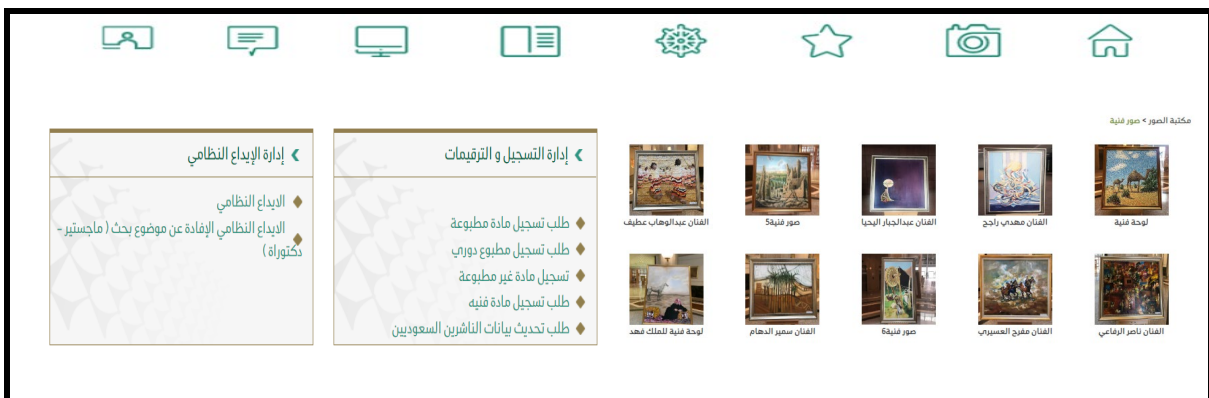 مكتبة الصور > صور فنية
لوحة فنية
الفنان مهدي راجح
الفنان عبدالجبار اليحيا
صور فنية5
الفنان عبدالوهاب عطيف
الفنان ناصر الرفاعي
الفنان مفرح العسيري
صور فنية6
الفنان سمير الدهام
لوحة فنية للملك فهد
إدارة التسجيل و الترقيمات
طلب تسجيل مادة مطبوعة
طلب تسجيل مطبوع دوري
تسجيل مادة غير مطبوعة
طلب تسجيل مادة فنيه
طلب تحديث بيانات الناشرين السعوديين
إدارة الإيداع النظامي
الايداع النظامي
الايداع النظامي الإفادة عن موضوع بحث ( ماجستير -
دكتوراة )